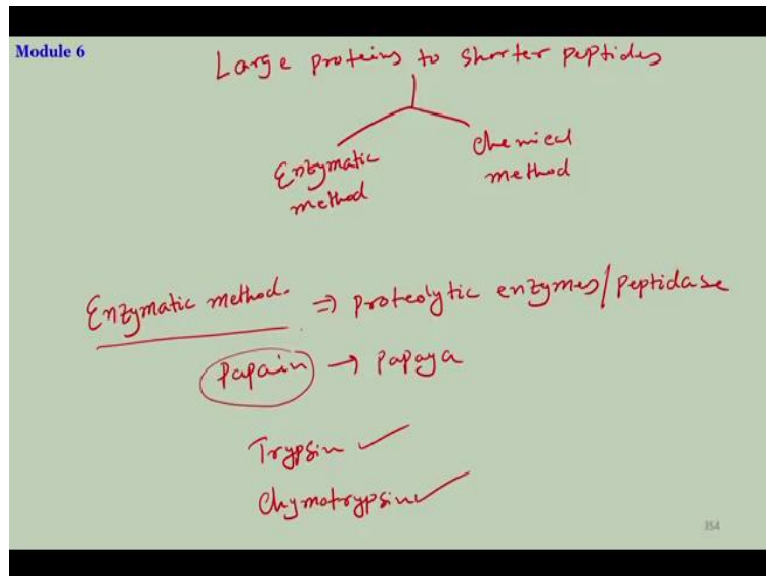 Module 6
Large proteins to shorter peptides
Enzymatic method
Chemical method
Enzymatic method. ⇒ proteolytic enzymes/peptidase
Papain → papaya
Trypsin ✓
Chymotrypsin ✓
354